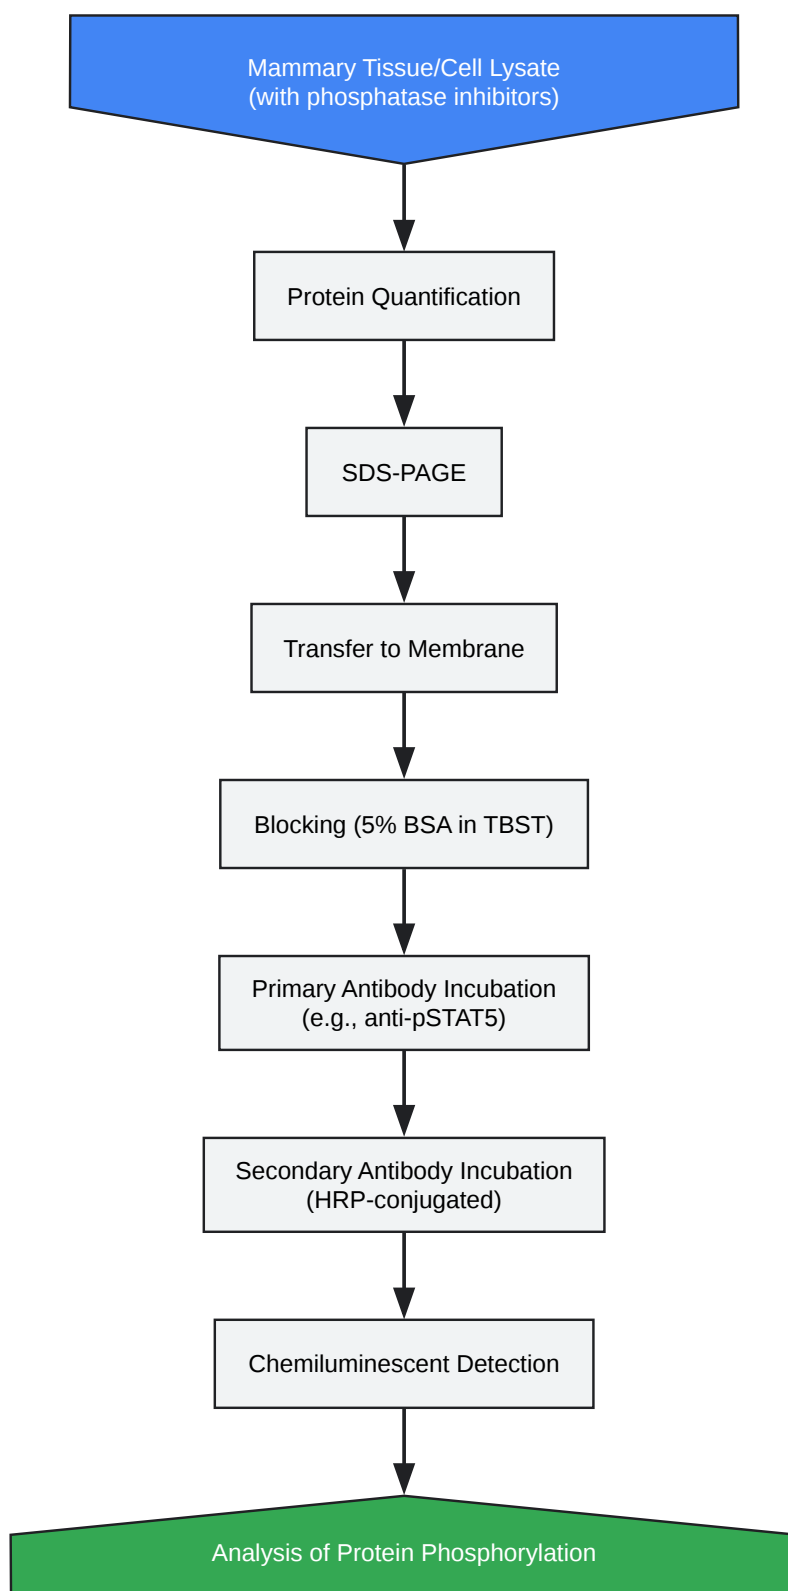 Mammary Tissue/Cell Lysate
(with phosphatase inhibitors)
Protein Quantification
SDS-PAGE
Transfer to Membrane
Blocking (5% BSA in TBST)
Primary Antibody Incubation
(e.g., anti-pSTAT5)
Secondary Antibody Incubation
(HRP-conjugated)
Chemiluminescent Detection
Analysis of Protein Phosphorylation